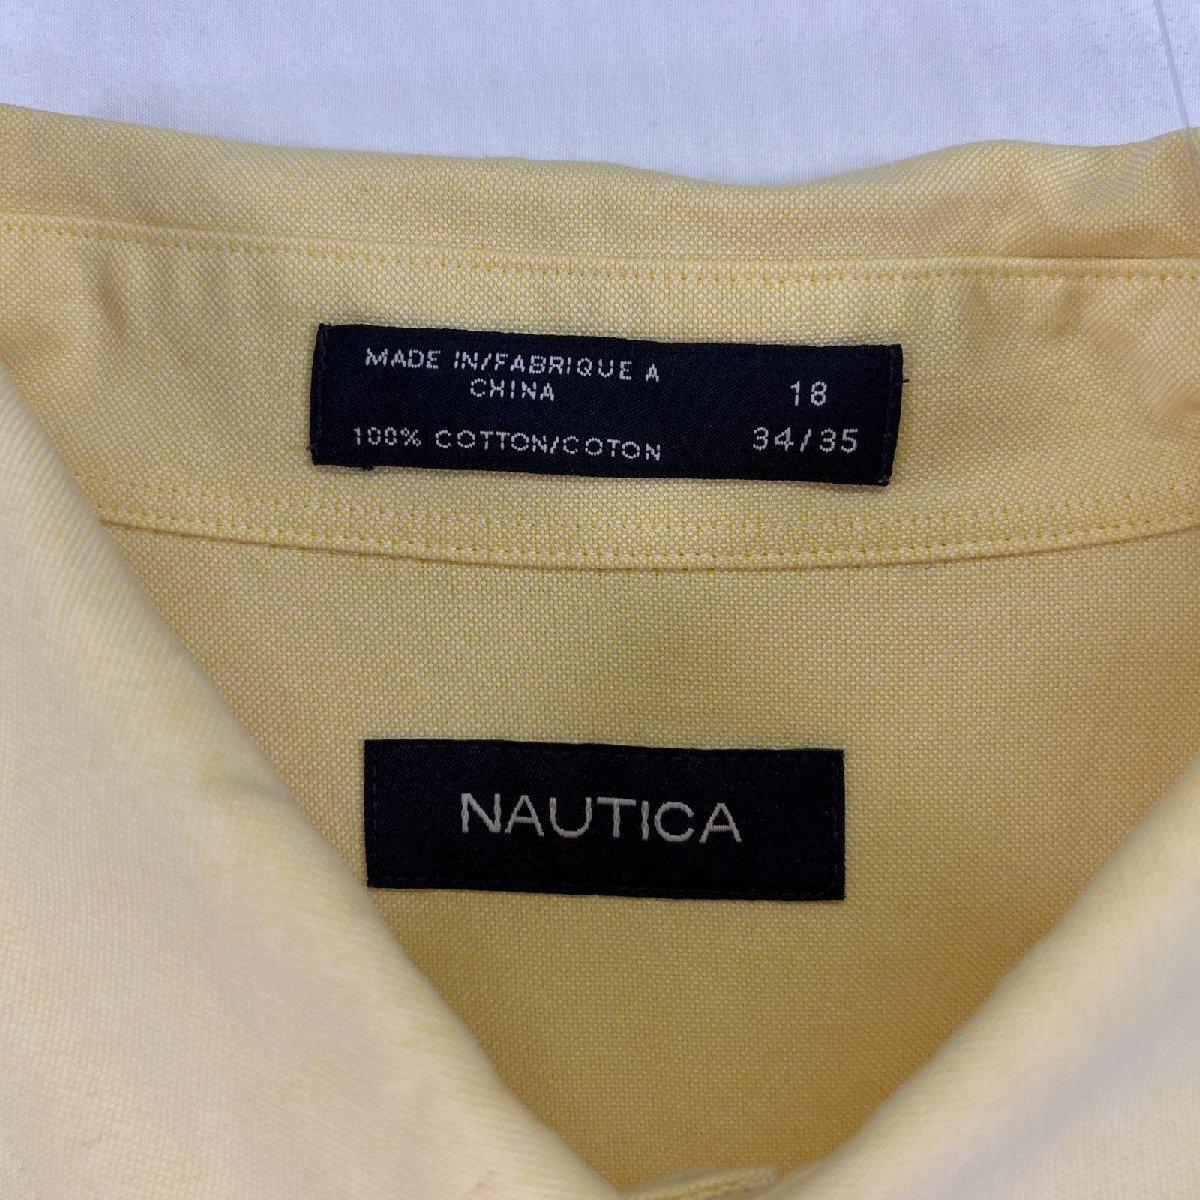 MADE IN/FABRIQUE A
CHINA
100% COTTON/COTON
18
34/35
NAUTICA